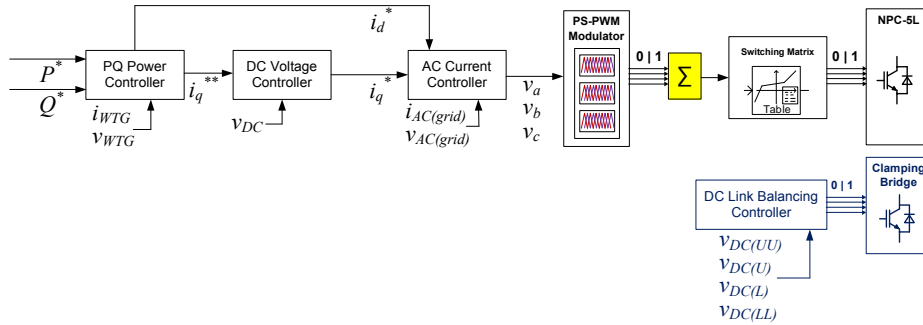 P*
Q*
PQ Power
Controller
i_WTG
v_WTG
i_q**
i_d*
DC Voltage
Controller
v_DC
i_q*
AC Current
Controller
i_AC(grid)
v_AC(grid)
v_a
v_b
v_c
PS-PWM
Modulator
0 | 1
Σ
Switching Matrix
Table
0 | 1
NPC-5L
DC Link Balancing
Controller
v_DC(UU)
v_DC(U)
v_DC(L)
v_DC(LL)
0 | 1
Clamping
Bridge